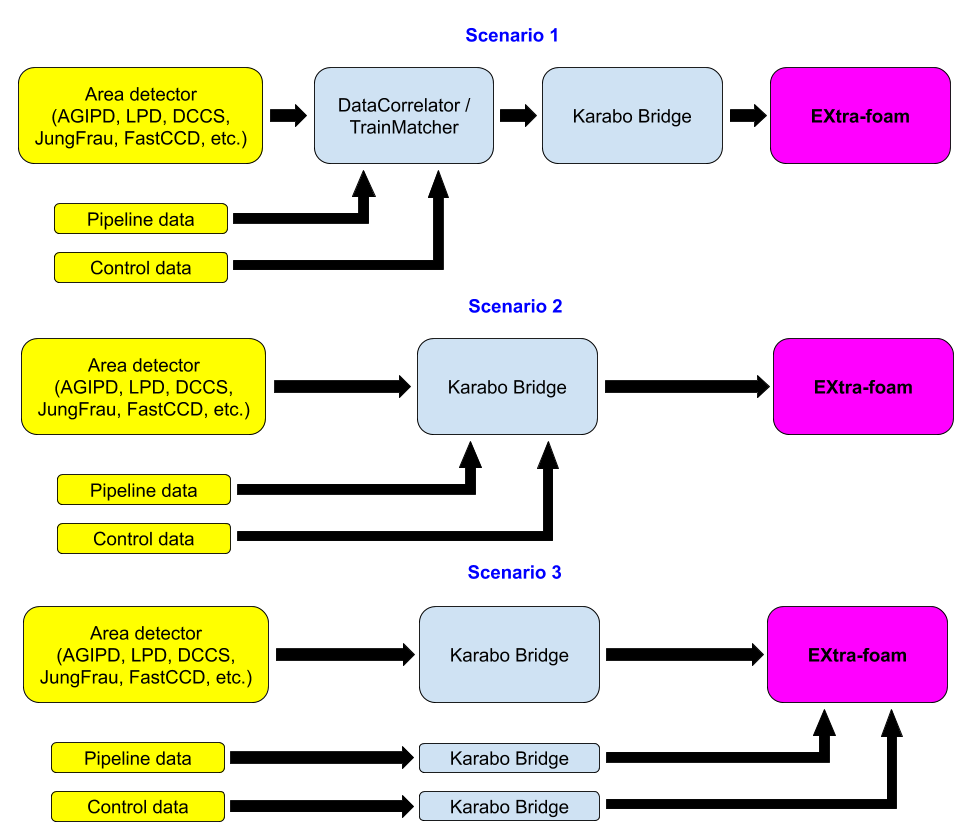 Scenario 1
Area detector
(AGIPD, LPD, DCCS,
JungFrau, FastCCD, etc.)
DataCorrelator /
TrainMatcher
Karabo Bridge
EXtra-foam
Pipeline data
Control data
Scenario 2
Area detector
(AGIPD, LPD, DCCS,
JungFrau, FastCCD, etc.)
Karabo Bridge
EXtra-foam
Pipeline data
Control data
Scenario 3
Area detector
(AGIPD, LPD, DCCS,
JungFrau, FastCCD, etc.)
Karabo Bridge
EXtra-foam
Pipeline data
Karabo Bridge
Control data
Karabo Bridge